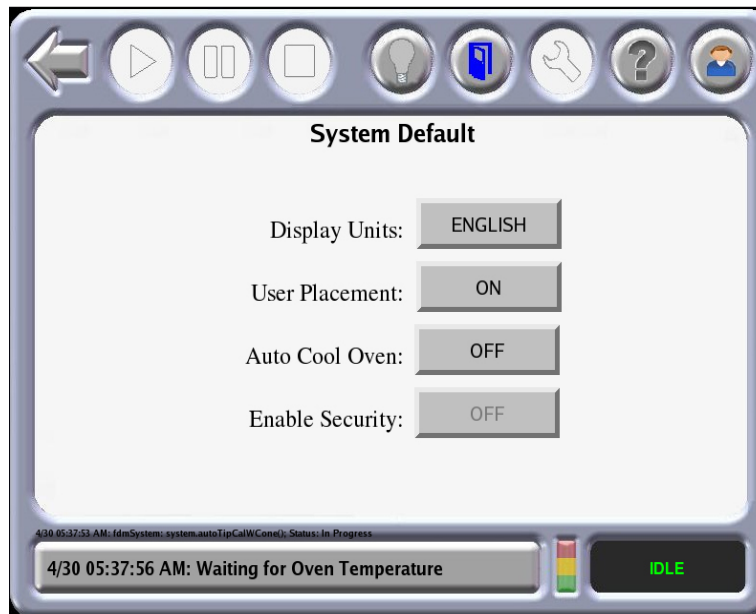 System Default
Display Units: ENGLISH
User Placement: ON
Auto Cool Oven: OFF
Enable Security: OFF
4/30 05:37:53 AM: fdmSystem: system.autoTipCalWCone(); Status: In Progress
4/30 05:37:56 AM: Waiting for Oven Temperature
IDLE